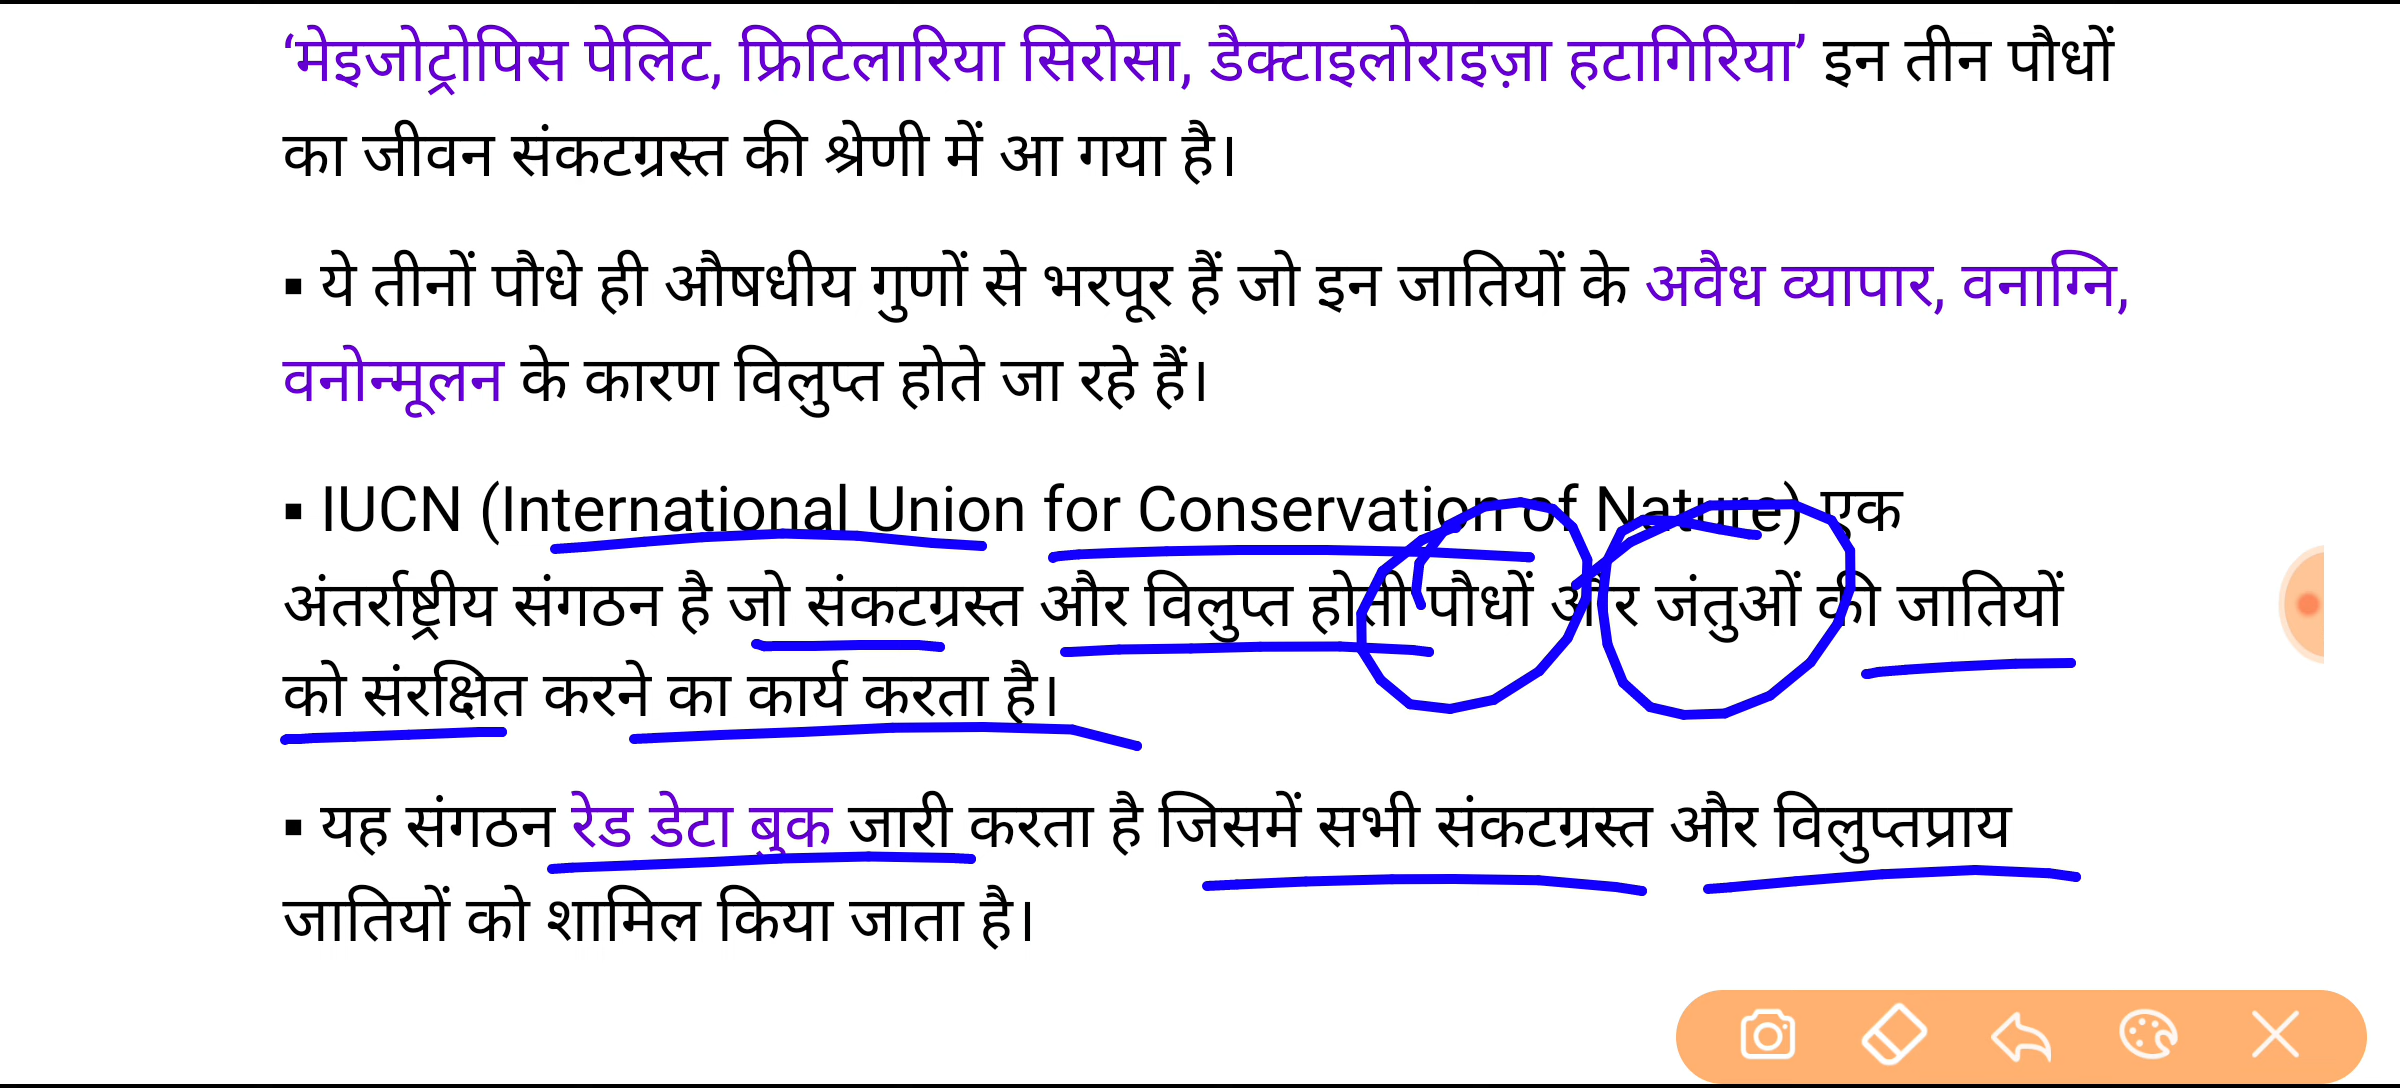 ‘मेइजोट्रोपिस पेलिट, फ्रिटिलारिया सिरोसा, डैक्टाइलोराइज़ा हटागिरिया’ इन तीन पौधों
का जीवन संकटग्रस्त की श्रेणी में आ गया है।
▪ ये तीनों पौधे ही औषधीय गुणों से भरपूर हैं जो इन जातियों के अवैध व्यापार, वनाग्नि,
वनोन्मूलन के कारण विलुप्त होते जा रहे हैं।
▪ IUCN (International Union for Conservation of Nature) एक
अंतर्राष्ट्रीय संगठन है जो संकटग्रस्त और विलुप्त होती पौधों और जंतुओं की जातियों
को संरक्षित करने का कार्य करता है।
▪ यह संगठन रेड डेटा बुक जारी करता है जिसमें सभी संकटग्रस्त और विलुप्तप्राय
जातियों को शामिल किया जाता है।